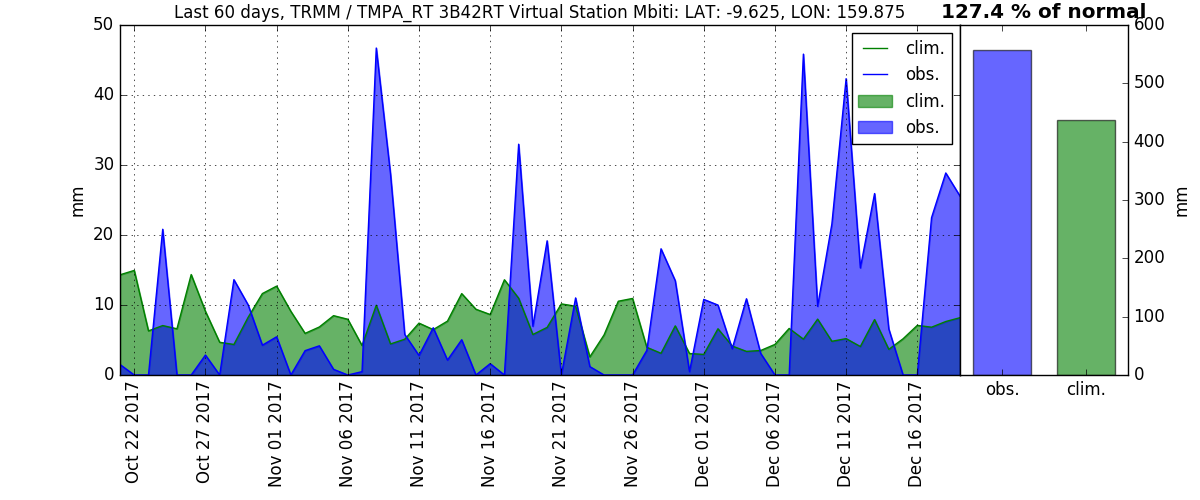 Last 60 days, TRMM / TMPA_RT 3B42RT Virtual Station Mbiti: LAT: -9.625, LON: 159.875
127.4 % of normal
50
40
30
20
10
0
mm
clim.
obs.
clim.
obs.
600
500
400
300
200
100
0
mm
obs.
clim.
Oct 22 2017
Oct 27 2017
Nov 01 2017
Nov 06 2017
Nov 11 2017
Nov 16 2017
Nov 21 2017
Nov 26 2017
Dec 01 2017
Dec 06 2017
Dec 11 2017
Dec 16 2017